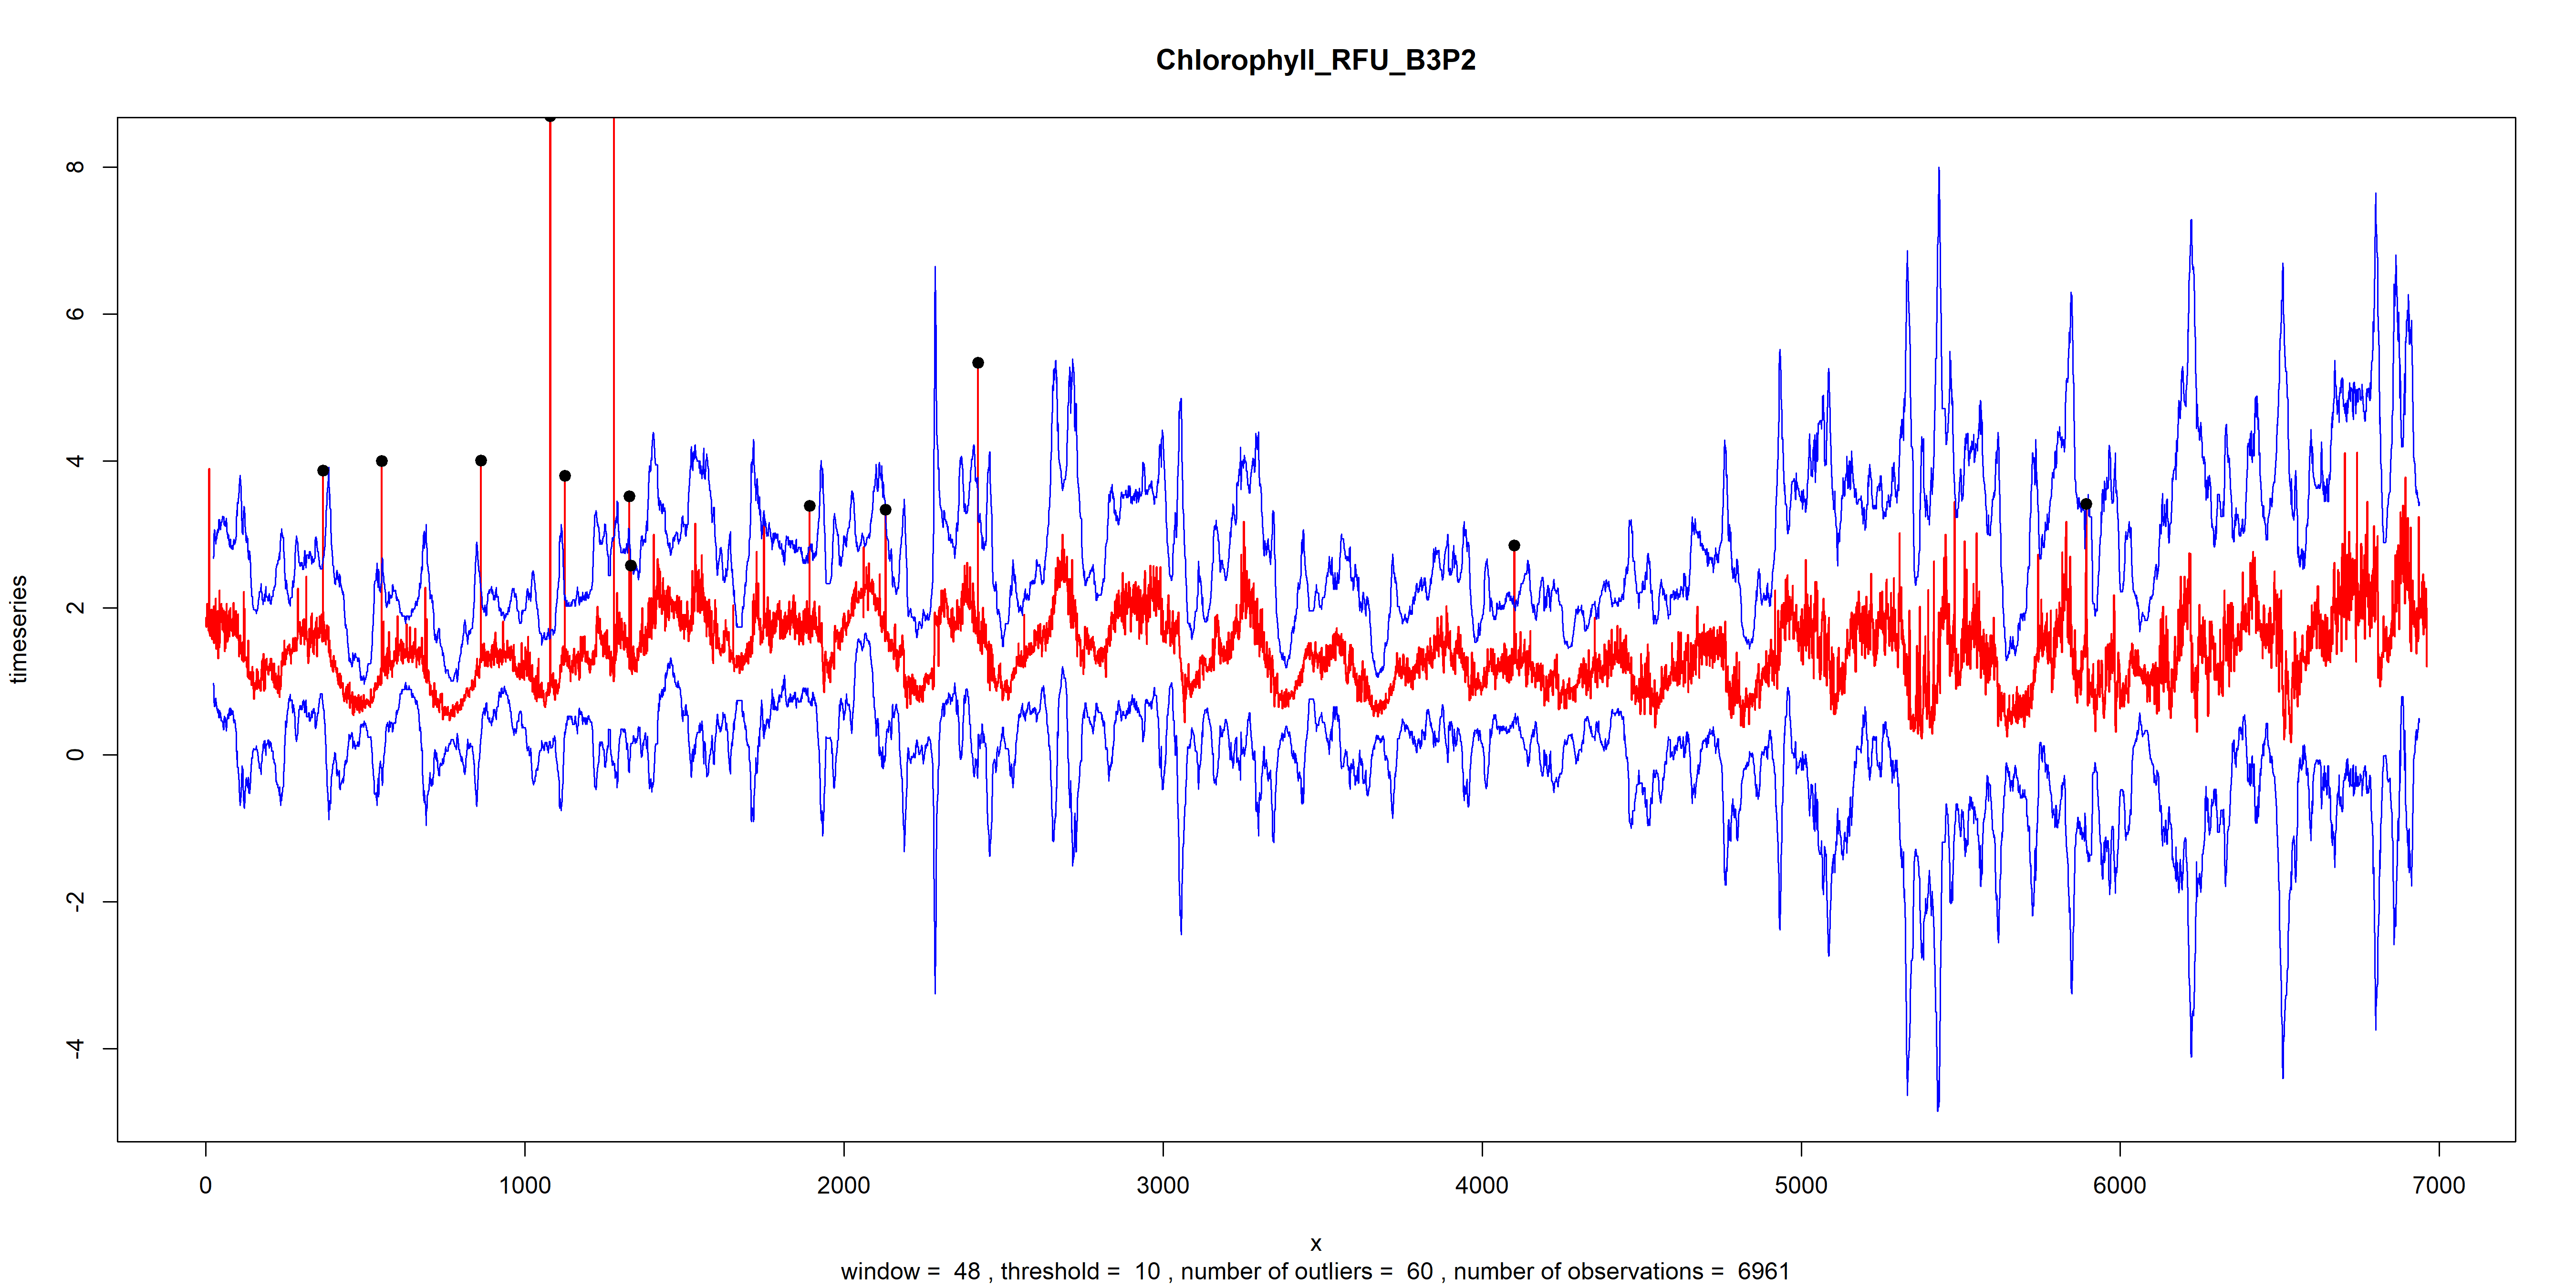 Chlorophyll_RFU_B3P2
8
6
4
2
0
-2
-4
timeseries
0 1000 2000 3000 4000 5000 6000 7000
x
window = 48 , threshold = 10 , number of outliers = 60 , number of observations = 6961